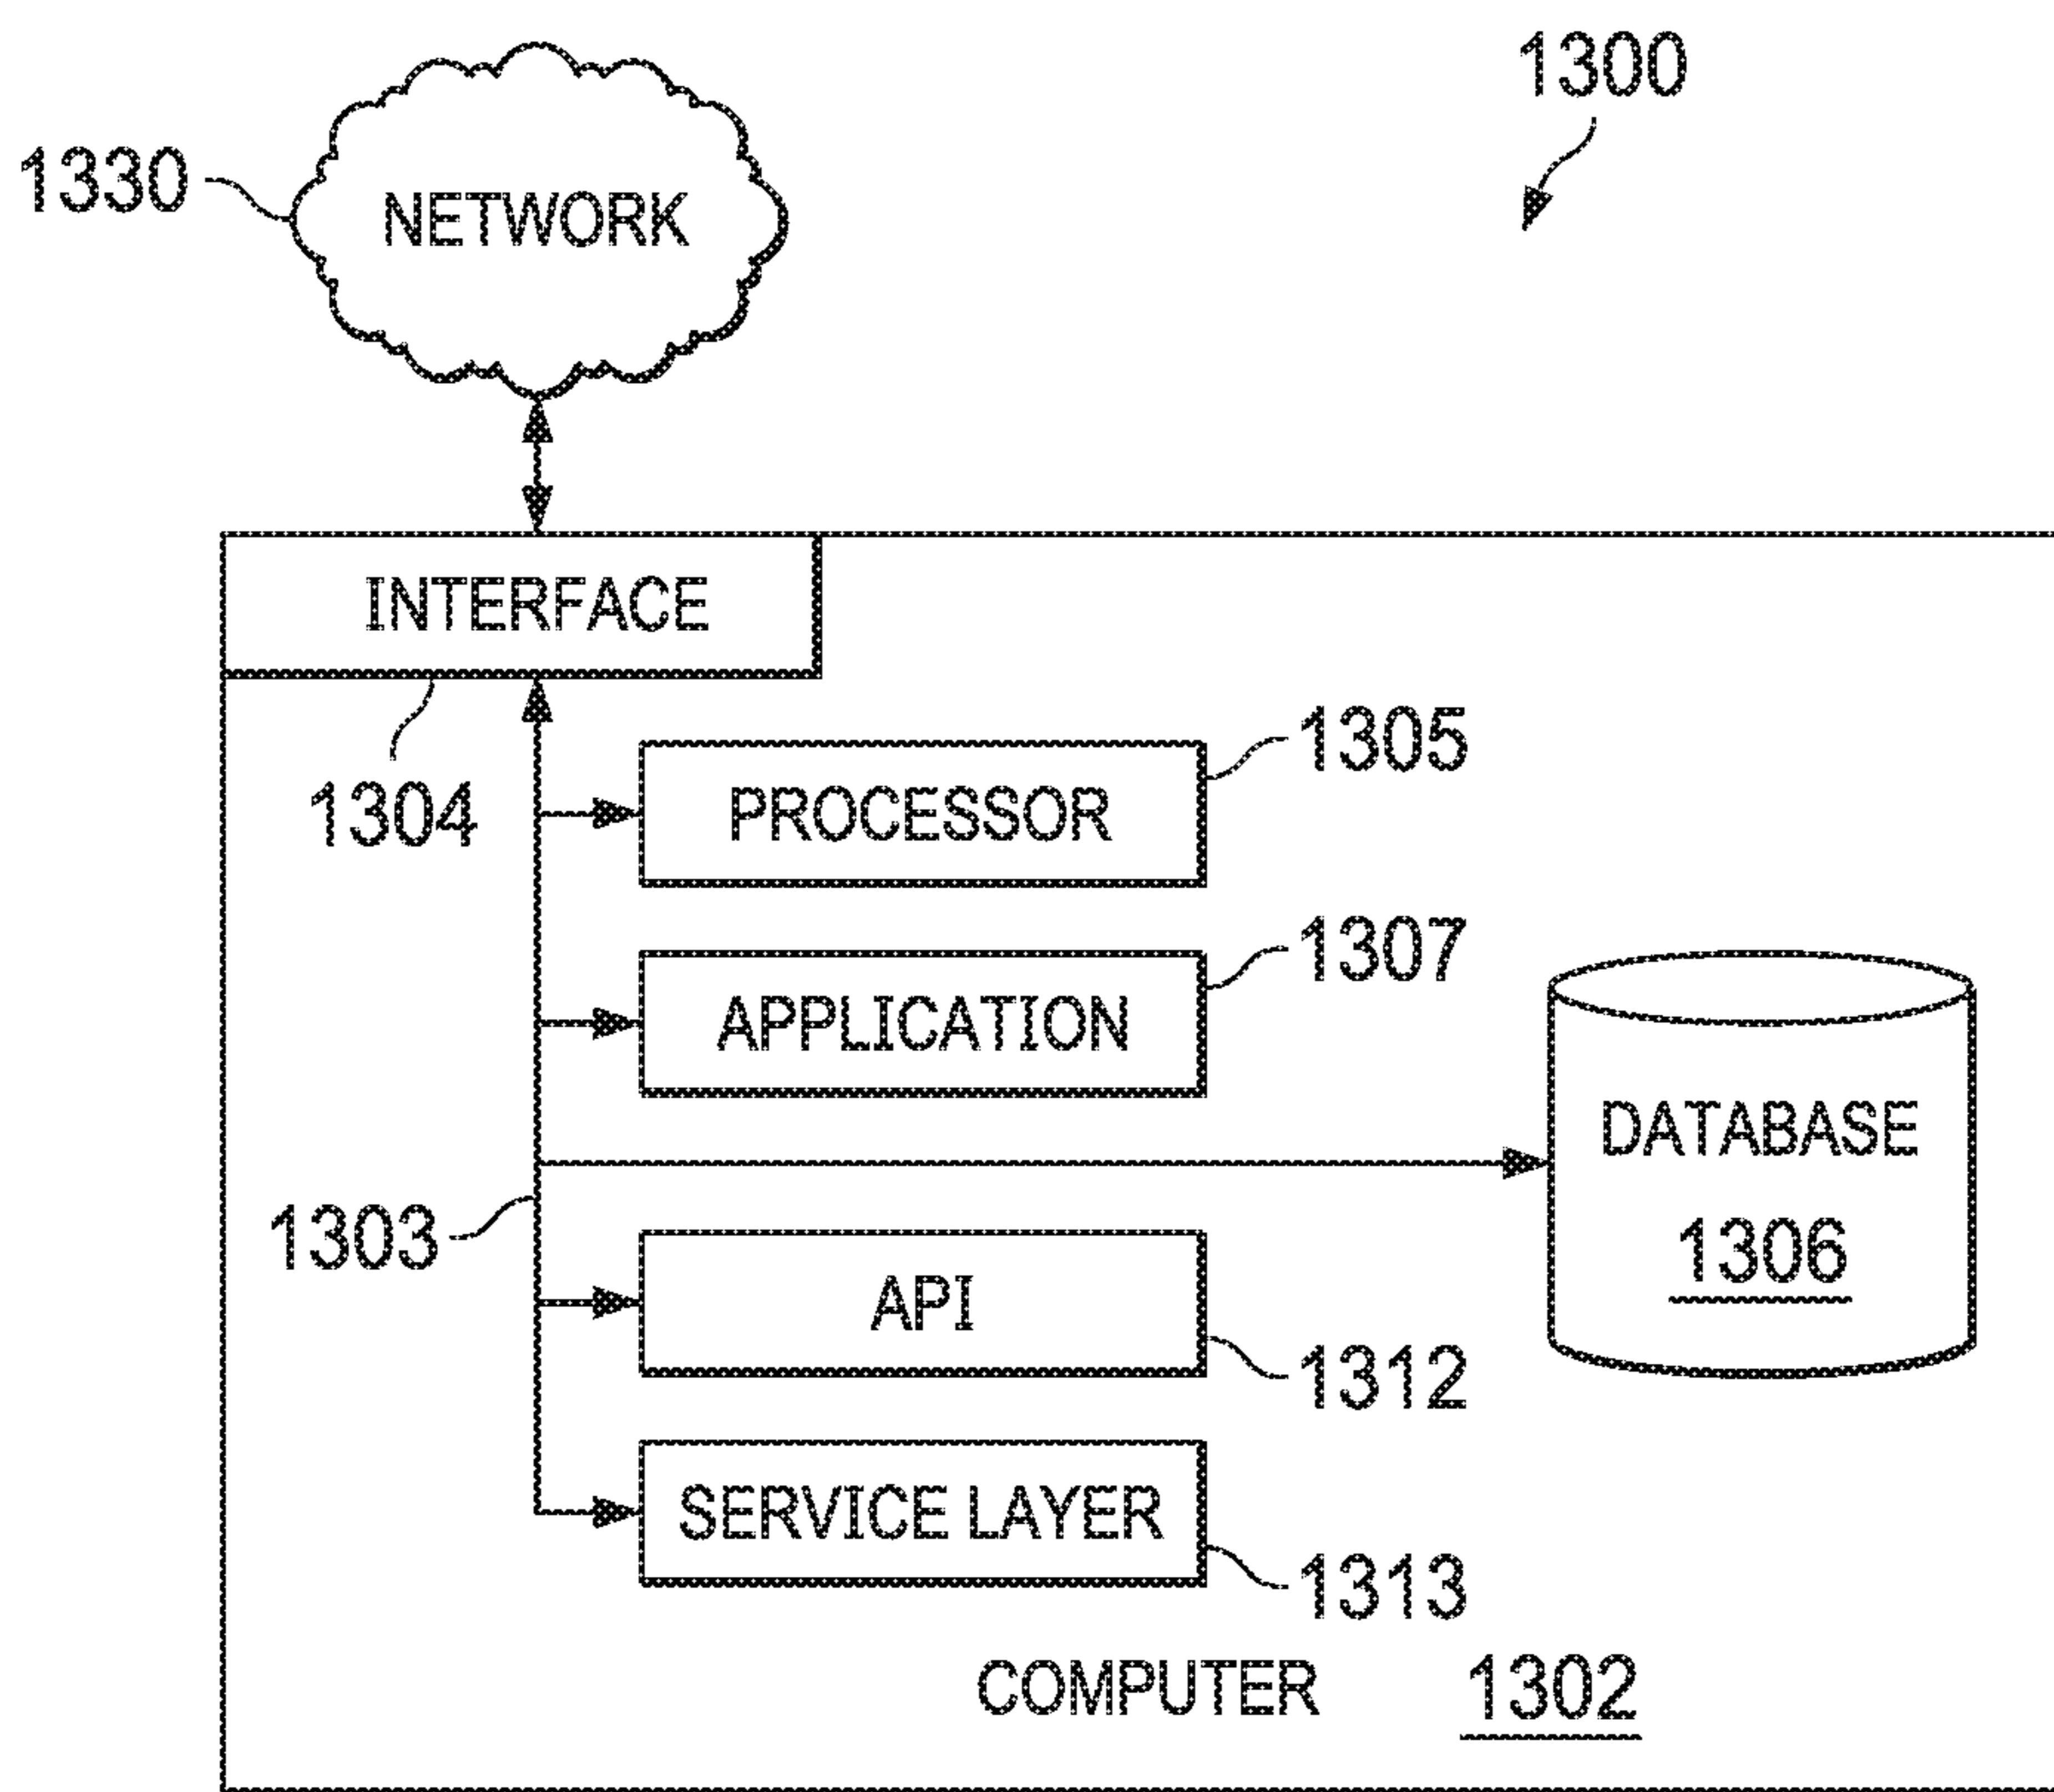 1300
1330
NETWORK
INTERFACE
1304
1305
PROCESSOR
1307
APPLICATION
DATABASE
1306
1303
API
1312
SERVICE LAYER
1313
COMPUTER 1302